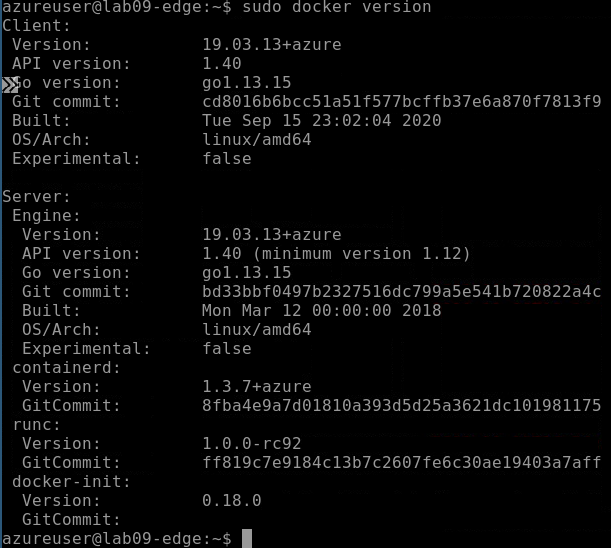 azureuser@lab09-edge:~$ sudo docker version
Client:
 Version:           19.03.13+azure
 API version:       1.40
 Go version:        go1.13.15
 Git commit:        cd8016b6bcc51a51f577bcffb37e6a870f7813f9
 Built:             Tue Sep 15 23:02:04 2020
 OS/Arch:           linux/amd64
 Experimental:      false

Server:
 Engine:
  Version:          19.03.13+azure
  API version:      1.40 (minimum version 1.12)
  Go version:       go1.13.15
  Git commit:       bd33bbf0497b2327516dc799a5e541b720822a4c
  Built:            Mon Mar 12 00:00:00 2018
  OS/Arch:          linux/amd64
  Experimental:     false
 containerd:
  Version:          1.3.7+azure
  GitCommit:        8fba4e9a7d01810a393d5d25a3621dc101981175
 runc:
  Version:          1.0.0-rc92
  GitCommit:        ff819c7e9184c13b7c2607fe6c30ae19403a7aff
 docker-init:
  Version:          0.18.0
  GitCommit:
azureuser@lab09-edge:~$